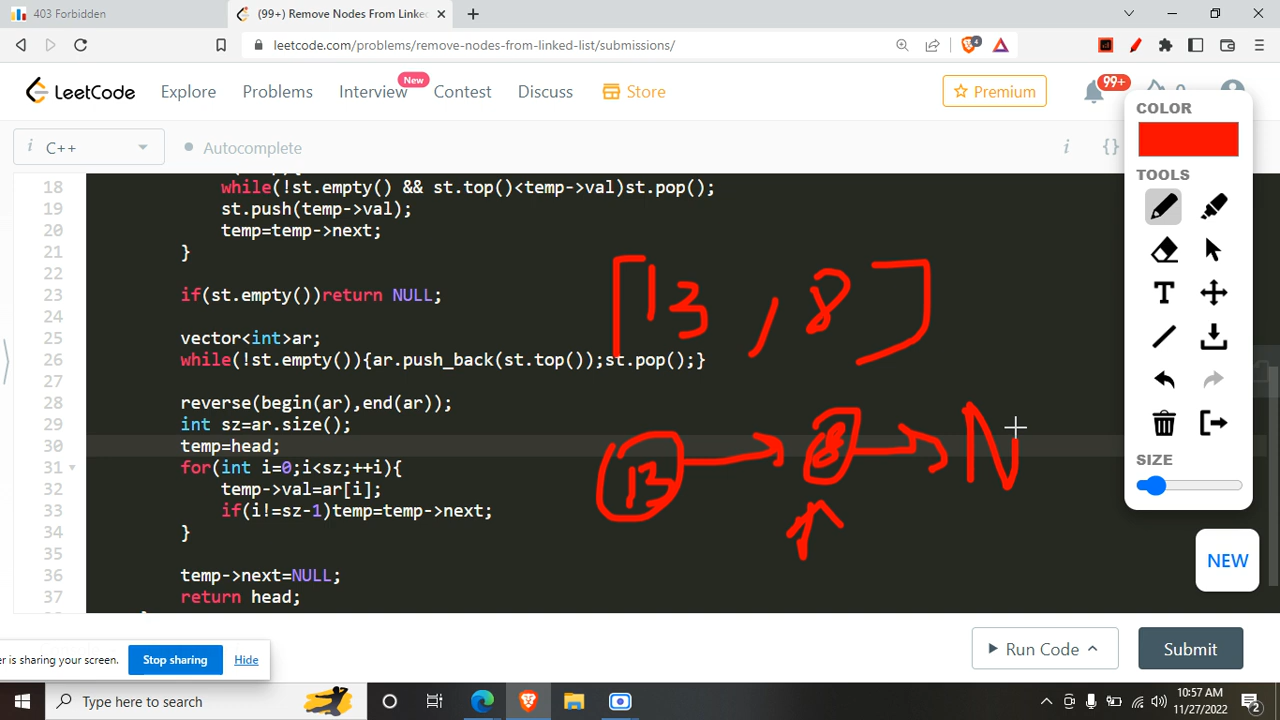 403 Forbidden
(99+) Remove Nodes From Linked
leetcode.com/problems/remove-nodes-from-linked-list/submissions/
4
LeetCode Explore Problems Interview New Contest Discuss Store Premium 99+ 0
COLOR
i C++ Autocomplete i {}
TOOLS
18 while(!st.empty() && st.top()<temp->val)st.pop();
19 st.push(temp->val);
20 temp=temp->next;
21 }
22
23 if(st.empty())return NULL;
24
25 vector<int>ar;
26 while(!st.empty()){ar.push_back(st.top());st.pop();}
27
28 reverse(begin(ar),end(ar));
29 int sz=ar.size();
30 temp=head;
31 for(int i=0;i<sz;++i){
32 temp->val=ar[i];
33 if(i!=sz-1)temp=temp->next;
34 }
35
36 temp->next=NULL;
37 return head;
[13, 8]
13 → 8 → N
T
SIZE
NEW
er is sharing your screen. Stop sharing Hide
Run Code Submit
Type here to search
10:57 AM
11/27/2022
2